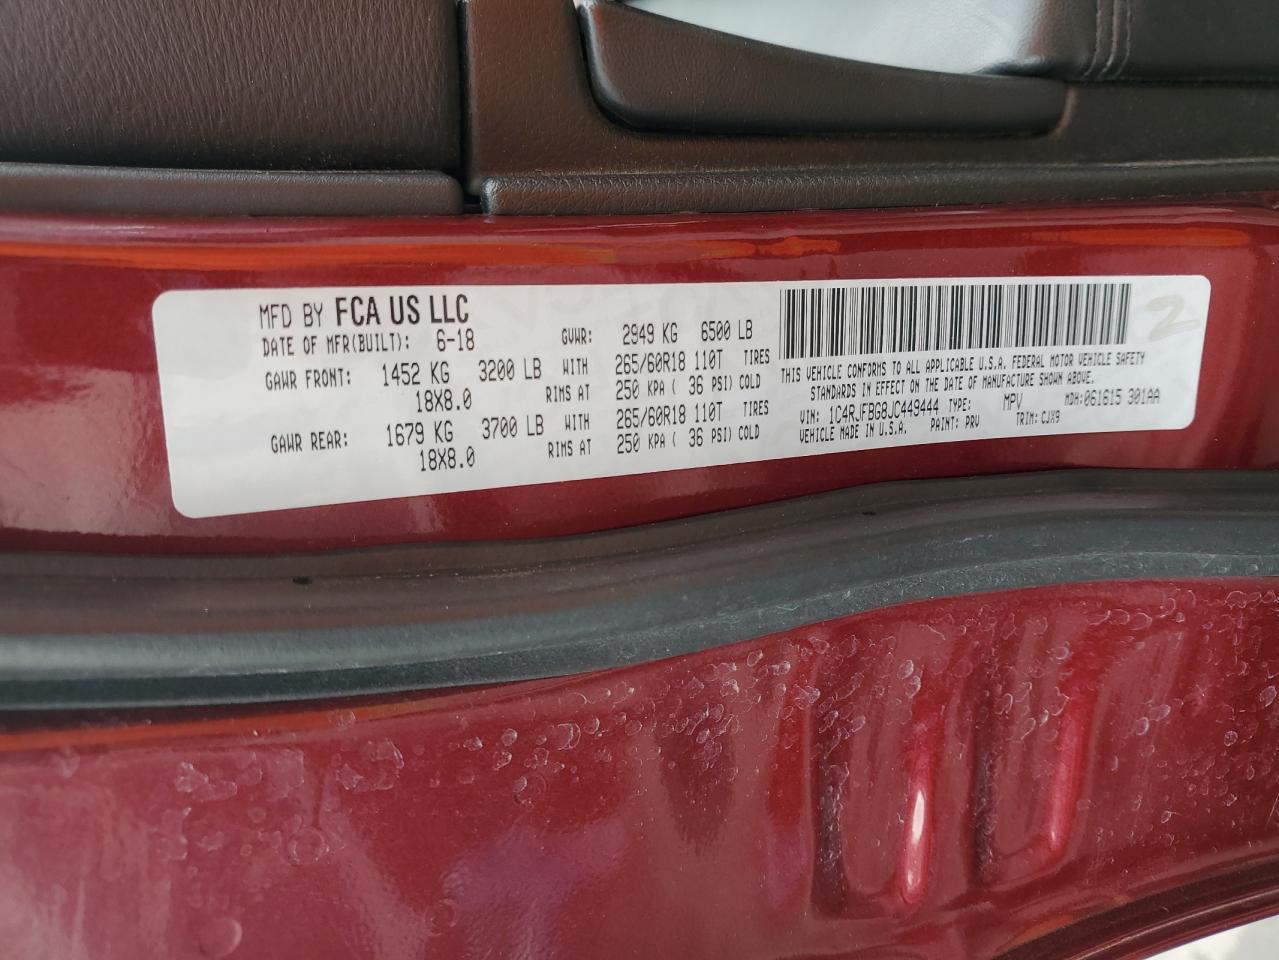 MFD BY FCA US LLC
DATE OF MFR(BUILT): 6-18 GVWR: 2949 KG 6500 LB
GAWR FRONT: 1452 KG 3200 LB WITH 265/60R18 110T TIRES
18X8.0 RIMS AT 250 KPA ( 36 PSI) COLD
GAWR REAR: 1679 KG 3700 LB WITH 265/60R18 110T TIRES
18X8.0 RIMS AT 250 KPA ( 36 PSI) COLD
THIS VEHICLE CONFORMS TO ALL APPLICABLE U.S.A. FEDERAL MOTOR VEHICLE SAFETY
STANDARDS IN EFFECT ON THE DATE OF MANUFACTURE SHOWN ABOVE.
VIN: 1C4RJFBG8JC449444 TYPE: MPV MDH:061615 301AA
VEHICLE MADE IN U.S.A. PAINT: PRV TRIM: CJX9
2